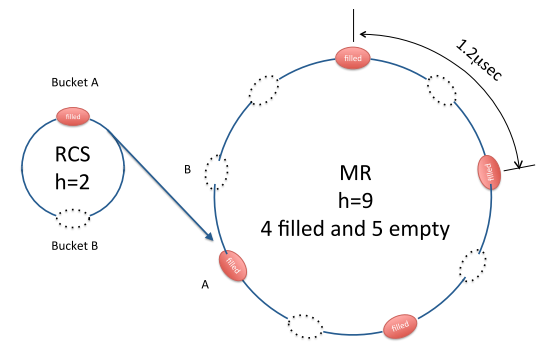 Bucket A
filled
RCS
h=2
Bucket B
filled
1.2μsec
B
MR
h=9
4 filled and 5 empty
filled
A
filled
filled